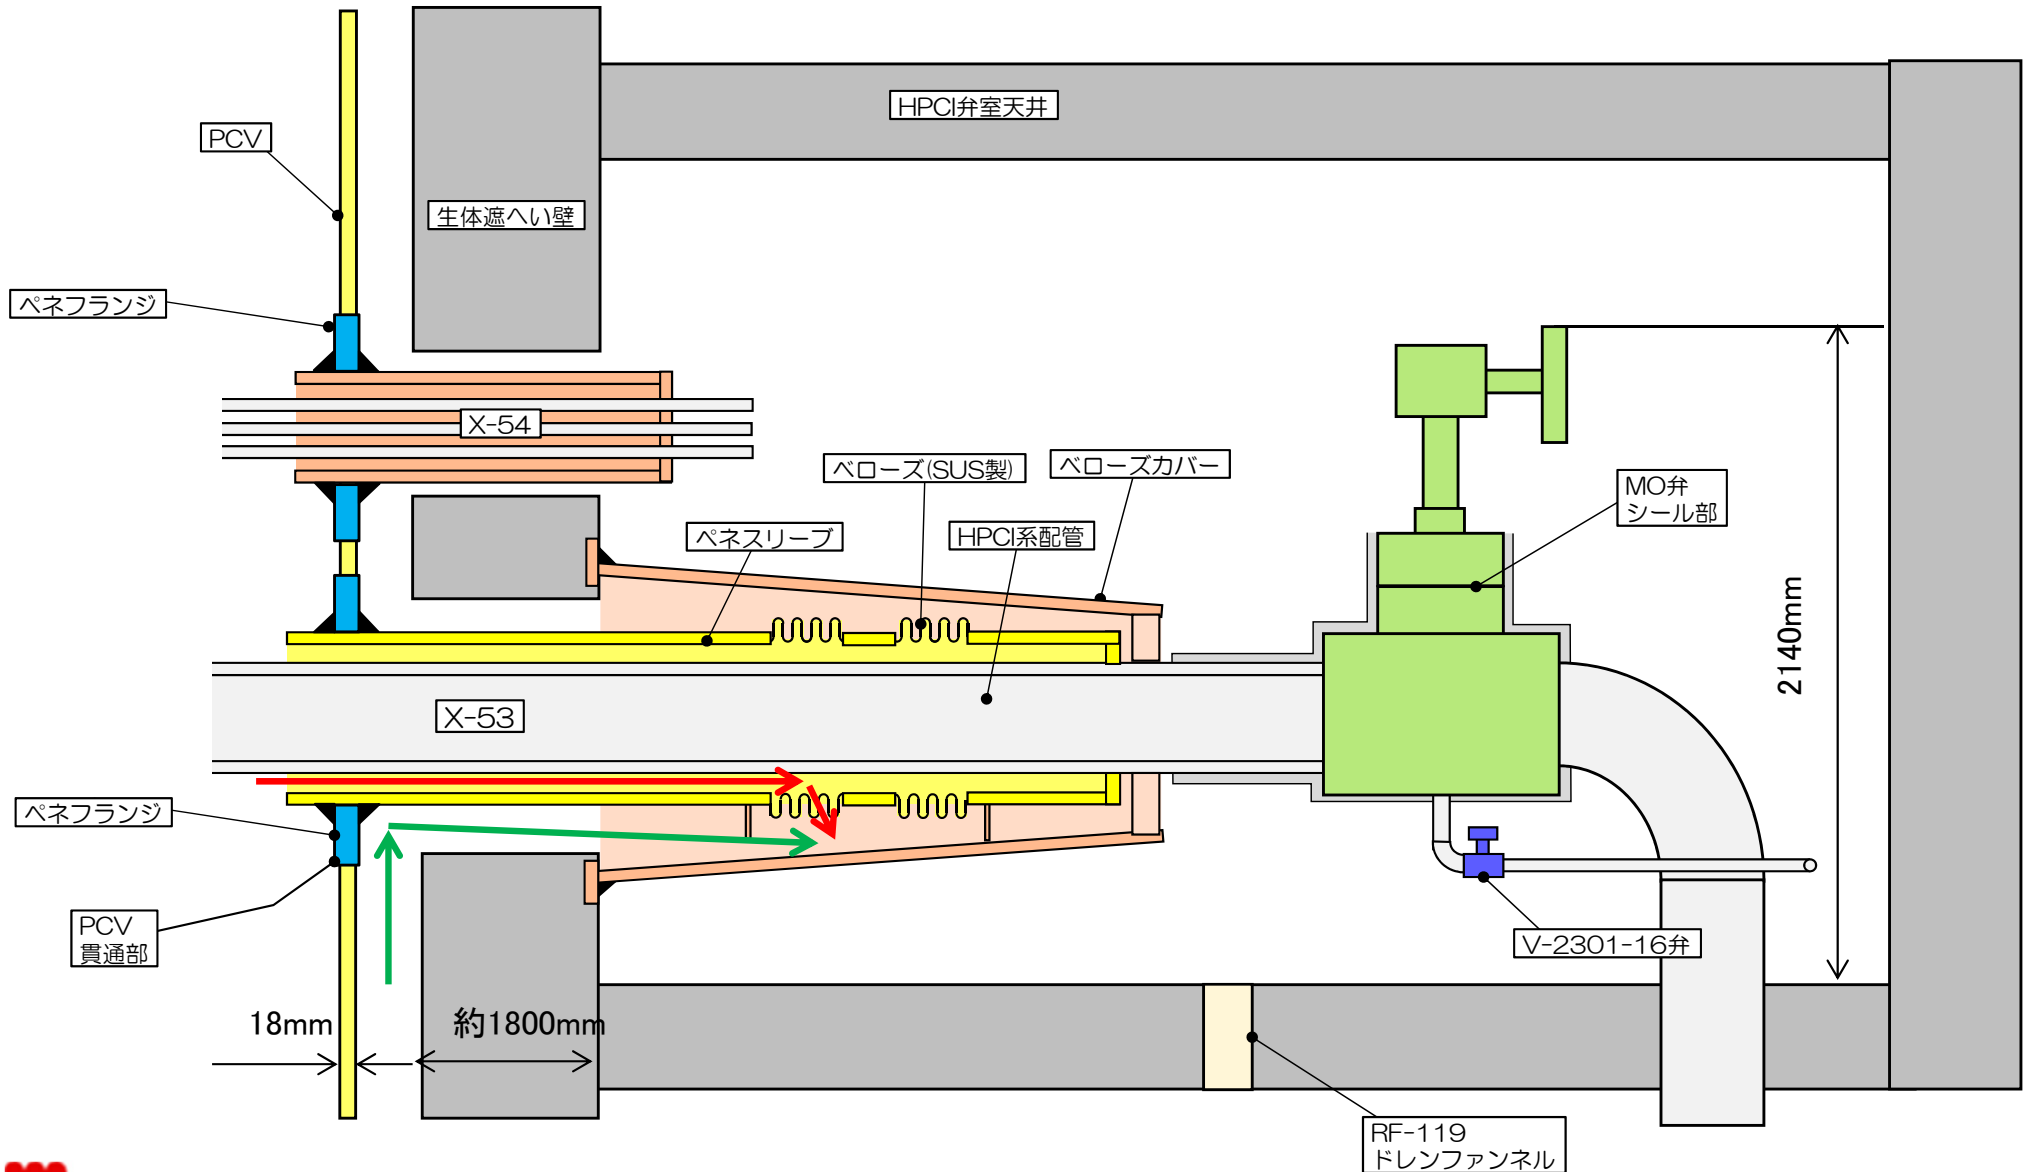 HPCI弁室天井
PCV
生体遮へい壁
ペネフランジ
X-54
ベローズ(SUS製)
ベローズカバー
MO弁
シール部
ペネスリーブ
HPCI系配管
2140mm
X-53
ペネフランジ
PCV
貫通部
V-2301-16弁
18mm
約1800mm
RF-119
ドレンファンネル